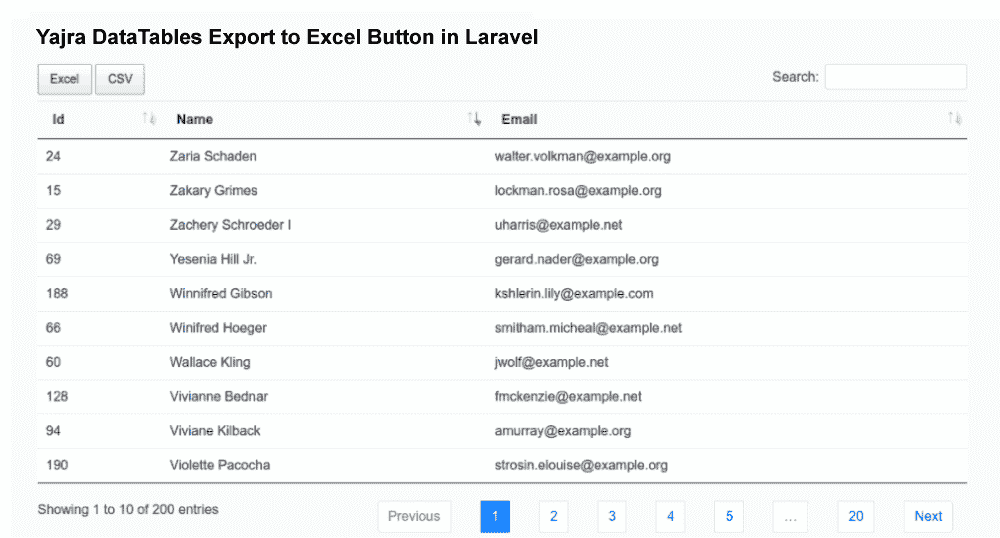 Yajra DataTables Export to Excel Button in Laravel
Excel CSV Search:
Id Name Email
24 Zaria Schaden walter.volkman@example.org
15 Zakary Grimes lockman.rosa@example.org
29 Zachery Schroeder I uharris@example.net
69 Yesenia Hill Jr. gerard.nader@example.org
188 Winnifred Gibson kshlerin.lily@example.com
66 Winifred Hoeger smitham.micheal@example.net
60 Wallace Kling jwolf@example.net
128 Vivianne Bednar fmckenzie@example.net
94 Viviane Kilback amurray@example.org
190 Violette Pacocha strosin.elouise@example.org
Showing 1 to 10 of 200 entries Previous 1 2 3 4 5 … 20 Next